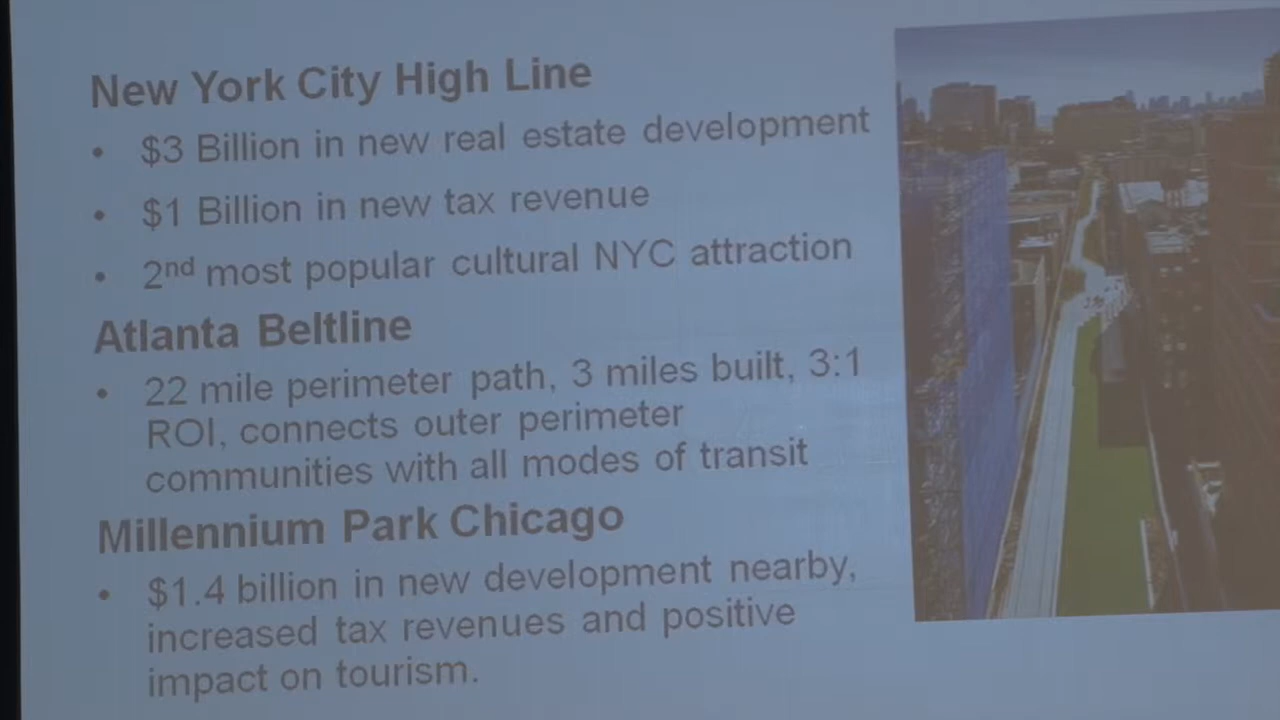 New York City High Line
• $3 Billion in new real estate development
• $1 Billion in new tax revenue
• 2nd most popular cultural NYC attraction
Atlanta Beltline
• 22 mile perimeter path, 3 miles built, 3:1
ROI, connects outer perimeter
communities with all modes of transit
Millennium Park Chicago
• $1.4 billion in new development nearby,
increased tax revenues and positive
impact on tourism.